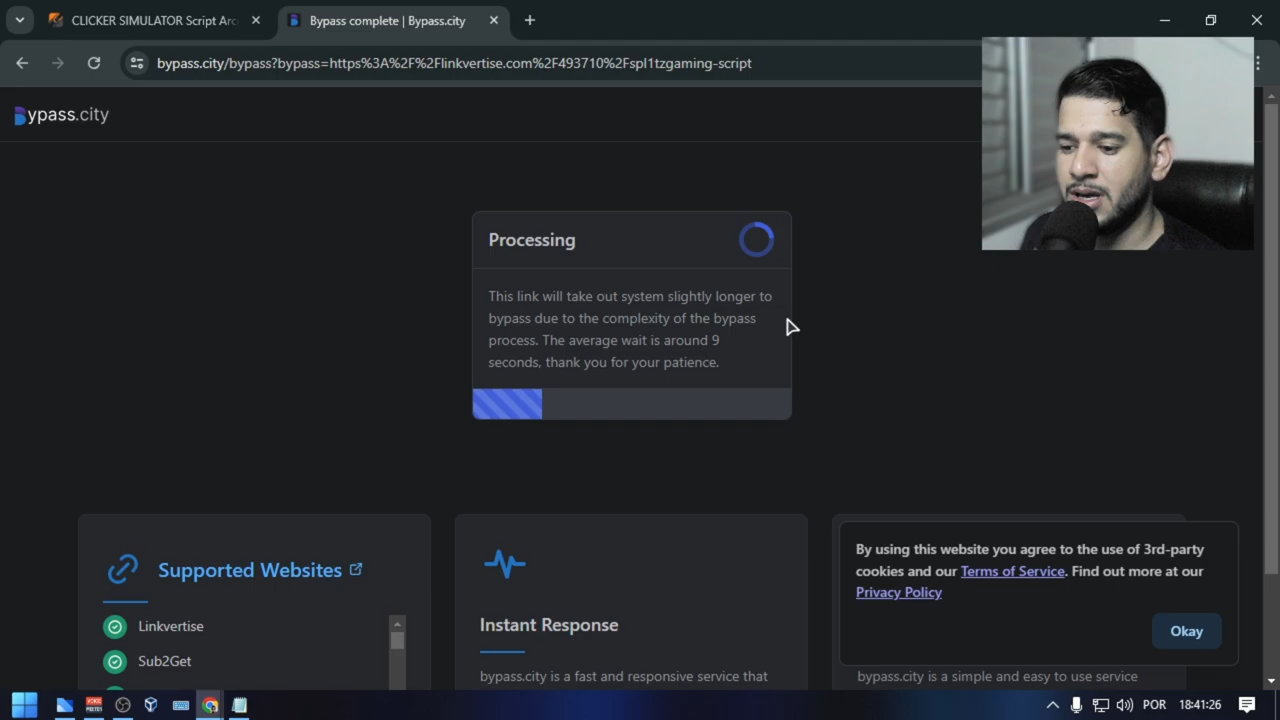 CLICKER SIMULATOR Script Arc
Bypass complete | Bypass.city
bypass.city/bypass?bypass=https%3A%2F%2Flinkvertise.com%2F493710%2Fspl1tzgaming-script
Bypass.city
Processing
This link will take out system slightly longer to
bypass due to the complexity of the bypass
process. The average wait is around 9
seconds, thank you for your patience.
Supported Websites
Linkvertise
Sub2Get
Instant Response
bypass.city is a fast and responsive service that
By using this website you agree to the use of 3rd-party
cookies and our Terms of Service. Find out more at our
Privacy Policy
Okay
bypass.city is a simple and easy to use service
POR
18:41:26